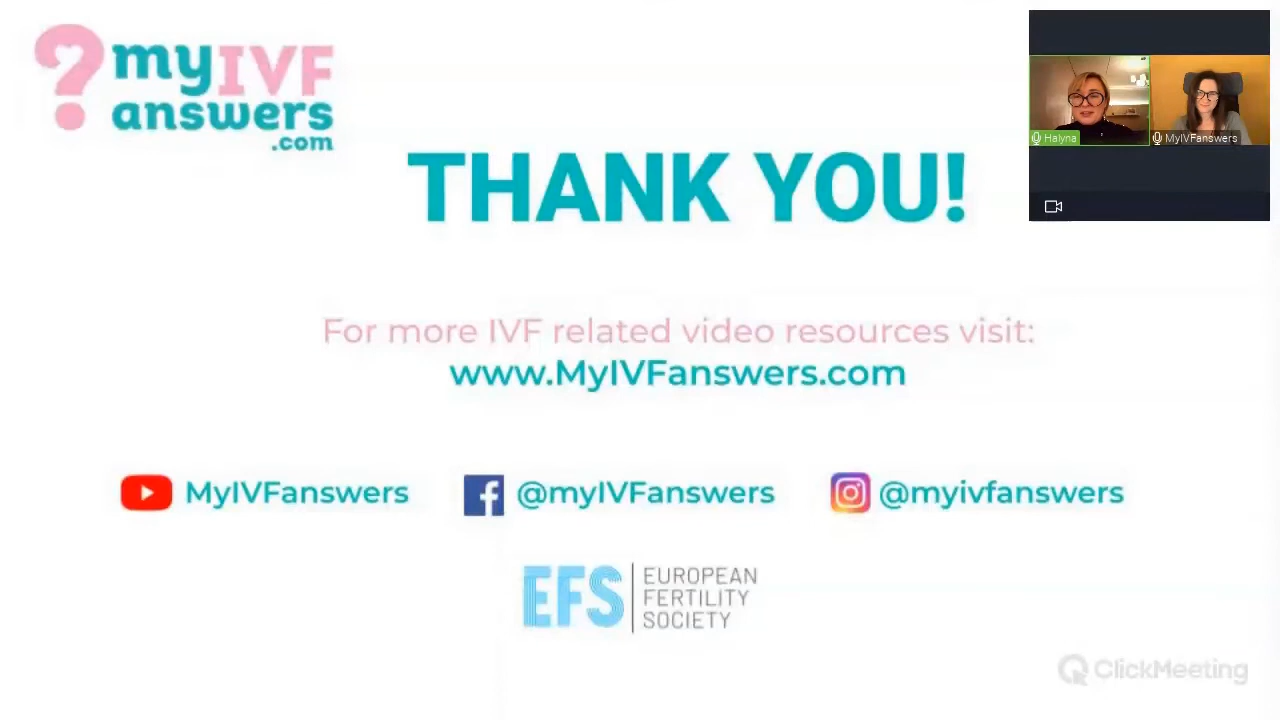 ? myIVF
answers
.com
Halyna
MyIVFanswers
THANK YOU!
For more IVF related video resources visit:
www.MyIVFanswers.com
MyIVFanswers
@myIVFanswers
@myivfanswers
EFS
EUROPEAN
FERTILITY
SOCIETY
ClickMeeting